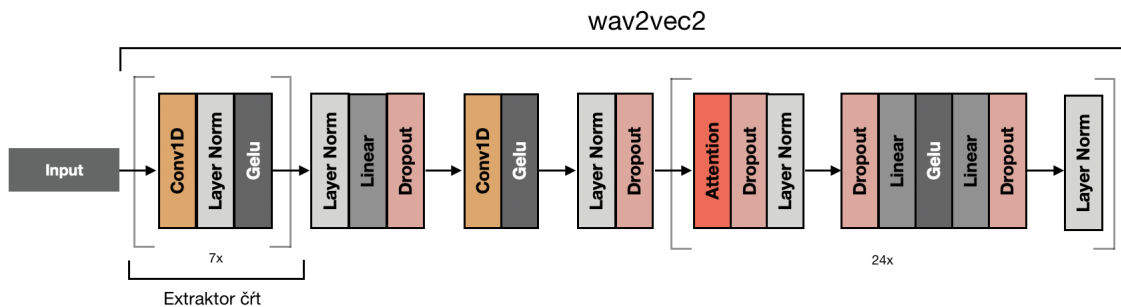 wav2vec2
Input
Conv1D
Layer Norm
Gelu
Layer Norm
Linear
Dropout
Conv1D
Gelu
Layer Norm
Dropout
Attention
Dropout
Layer Norm
Dropout
Linear
Gelu
Linear
Dropout
Layer Norm
7x
24x
Extraktor čŕt